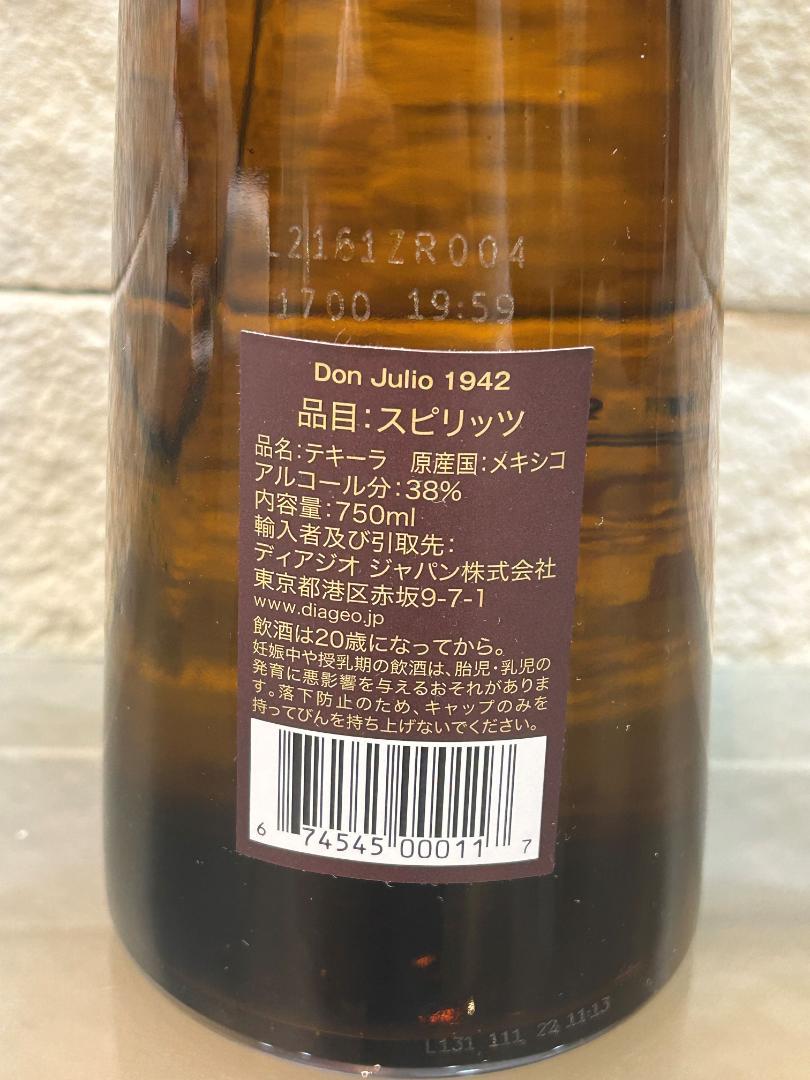 L2161ZR004
1700 19:59
Don Julio 1942
品目：スピリッツ
品名：テキーラ 原産国：メキシコ
アルコール分：38%
内容量：750ml
輸入者及び引取先：
ディアジオ ジャパン株式会社
東京都港区赤坂9-7-1
www.diageo.jp
飲酒は20歳になってから。
妊娠中や授乳期の飲酒は、胎児・乳児の
発育に悪影響を与えるおそれがありま
す。落下防止のため、キャップのみを
持ってびんを持ち上げないでください。
6 74545 00011 7
L131 111 22 11:13